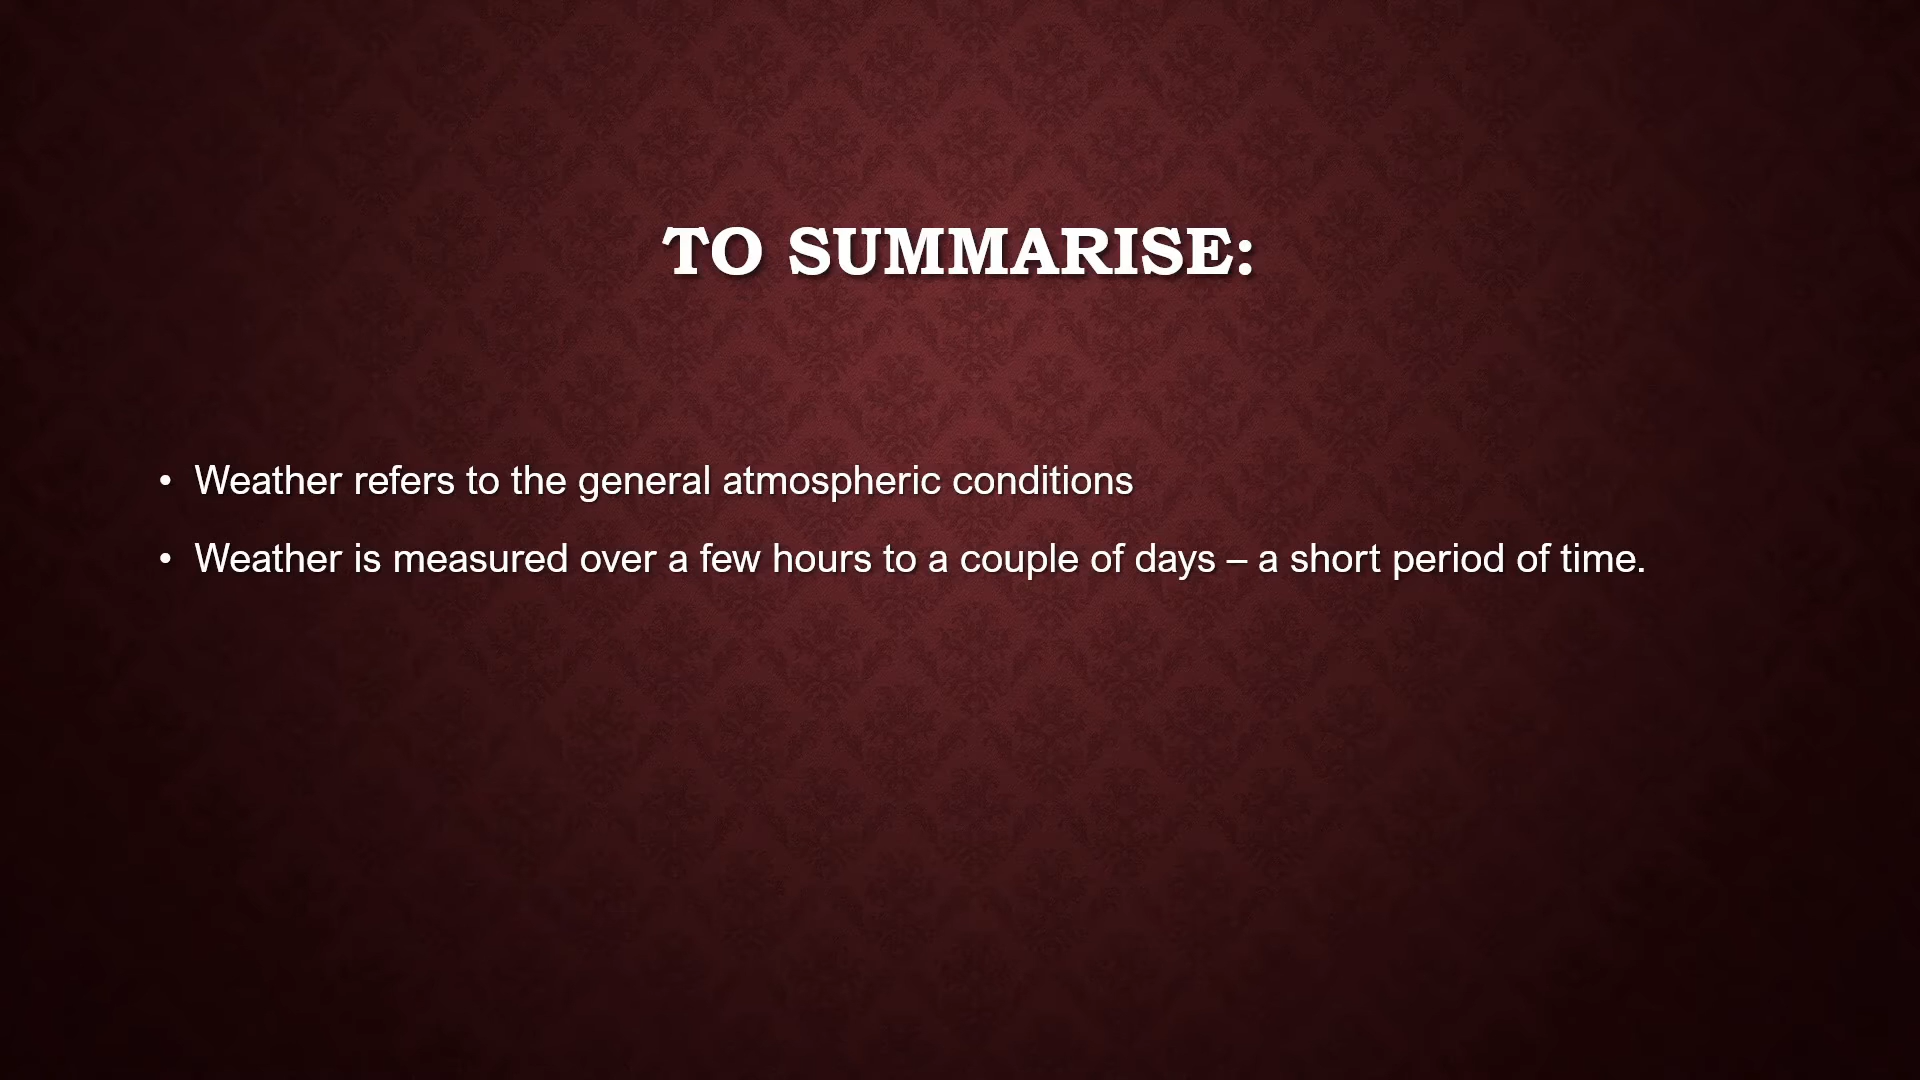 TO SUMMARISE:
• Weather refers to the general atmospheric conditions
• Weather is measured over a few hours to a couple of days – a short period of time.